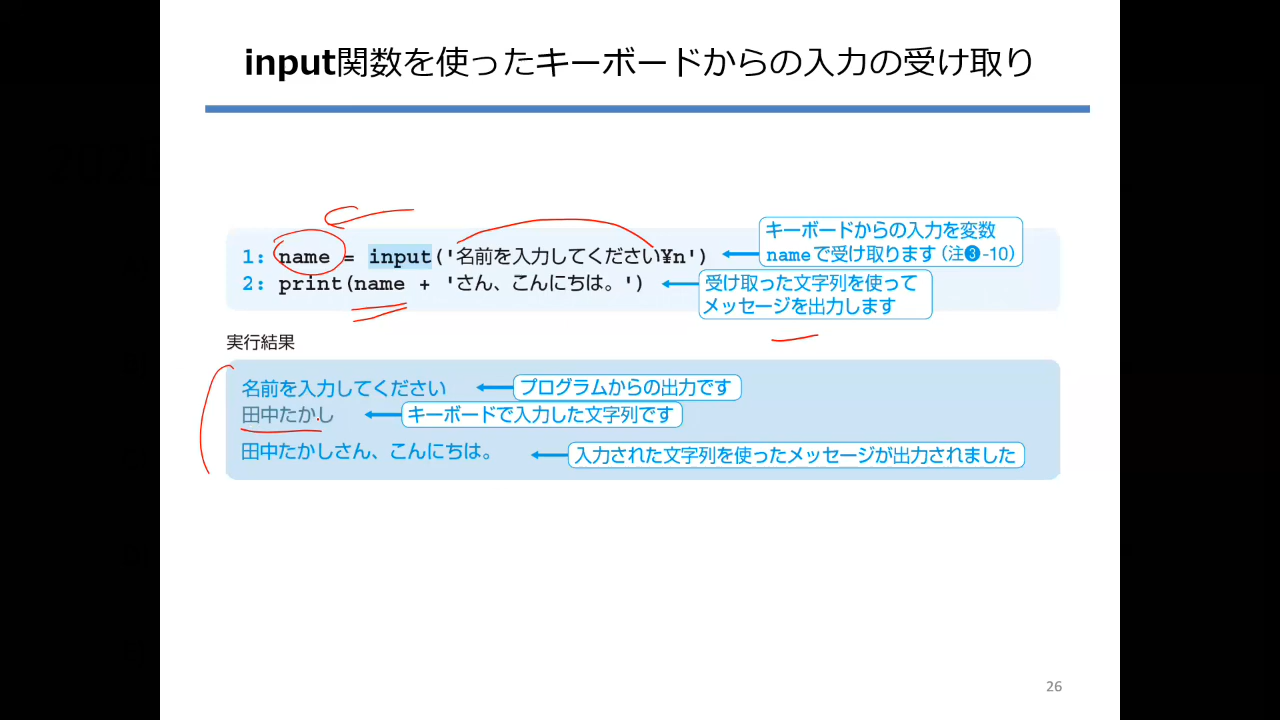 input関数を使ったキーボードからの入力の受け取り
1: name = input('名前を入力してください¥n')
キーボードからの入力を変数
nameで受け取ります(注❸-10)
2: print(name + 'さん、こんにちは。')
受け取った文字列を使って
メッセージを出力します
実行結果
名前を入力してください
プログラムからの出力です
田中たかし
キーボードで入力した文字列です
田中たかしさん、こんにちは。
入力された文字列を使ったメッセージが出力されました
26